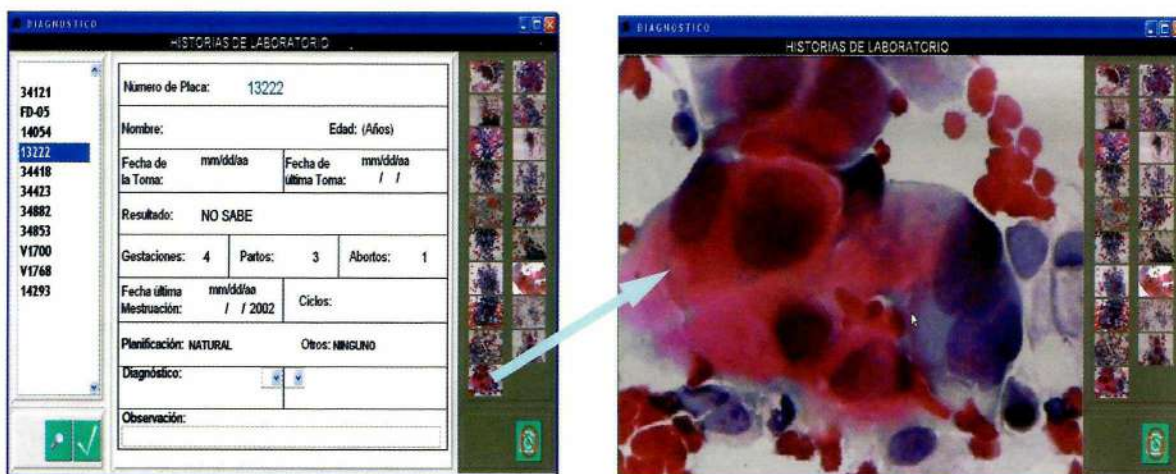 DIAGNOSTICO
HISTORIAS DE LABORATORIO
34121
FD-05
14054
13222
34418
34423
34882
34853
V1700
V1768
14293
Número de Placa: 13222
Nombre: Edad: (Años)
Fecha de la Toma: mm/dd/aa
Fecha de última Toma: mm/dd/aa / /
Resultado: NO SABE
Gestaciones: 4 Partos: 3 Abortos: 1
Fecha última Mestruación: mm/dd/aa / / 2002
Ciclos:
Planificación: NATURAL Otros: NINGUNO
Diagnóstico:
Observación:
DIAGNOSTICO
HISTORIAS DE LABORATORIO